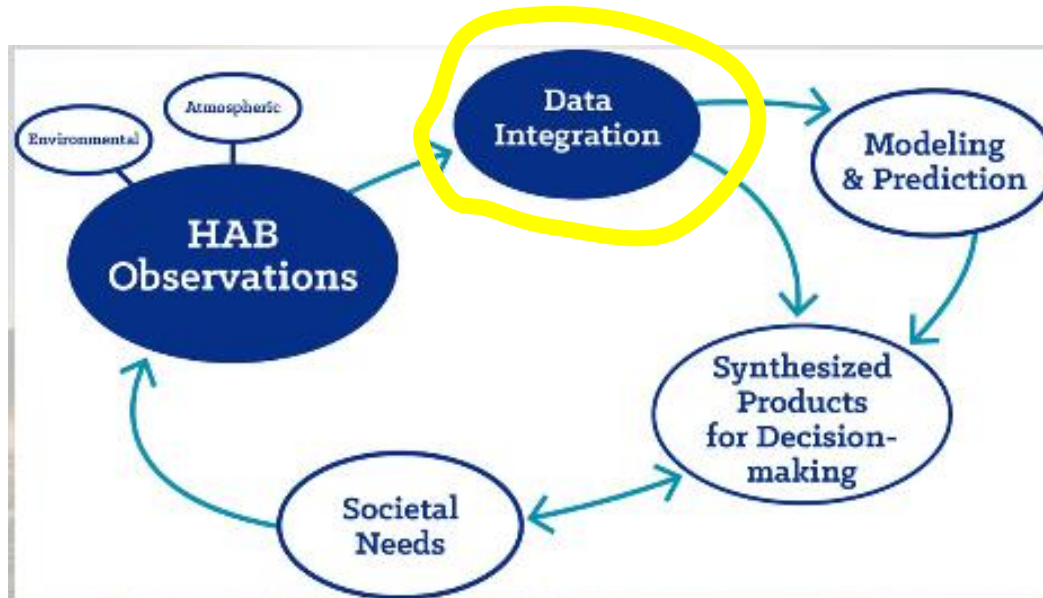 Environmental
Atmospheric
HAB
Observations
Data
Integration
Modeling
& Prediction
Synthesized
Products
for Decision-
making
Societal
Needs